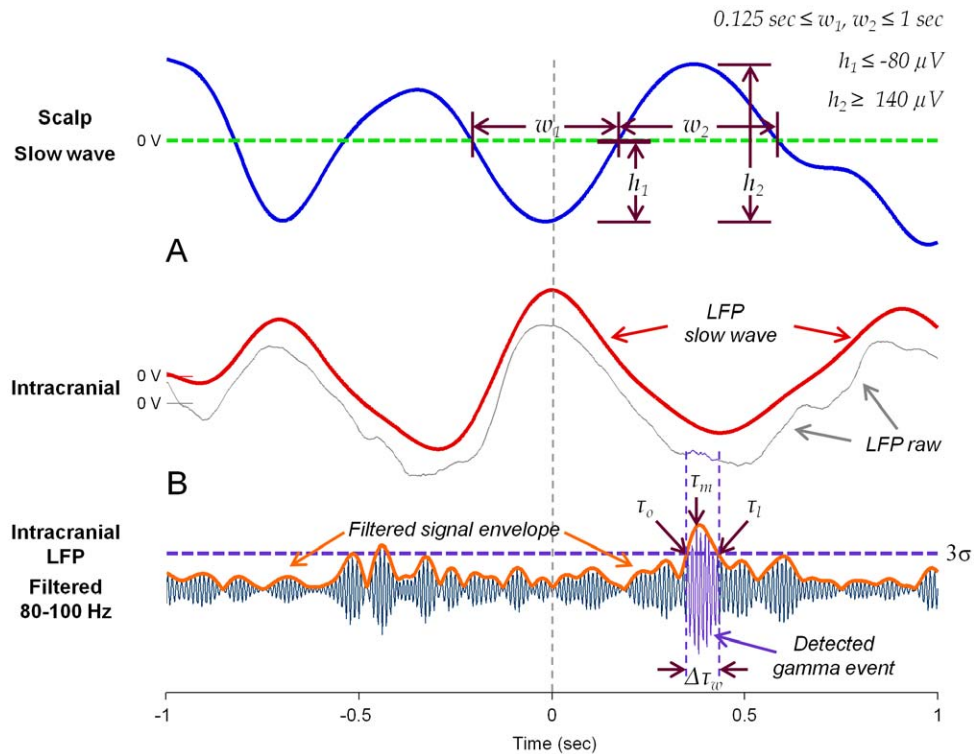 0.125 sec ≤ w₁, w₂ ≤ 1 sec
h₁ ≤ -80 μV
h₂ ≥ 140 μV
Scalp
Slow wave
0 V
w₁
w₂
h₁
h₂
A
LFP
slow wave
Intracranial
0 V
0 V
LFP raw
B
τₘ
τₒ
τₗ
Intracranial
LFP
Filtered
80-100 Hz
Filtered signal envelope
3σ
Detected
gamma event
Δτ_w
-1
-0.5
0
0.5
1
Time (sec)